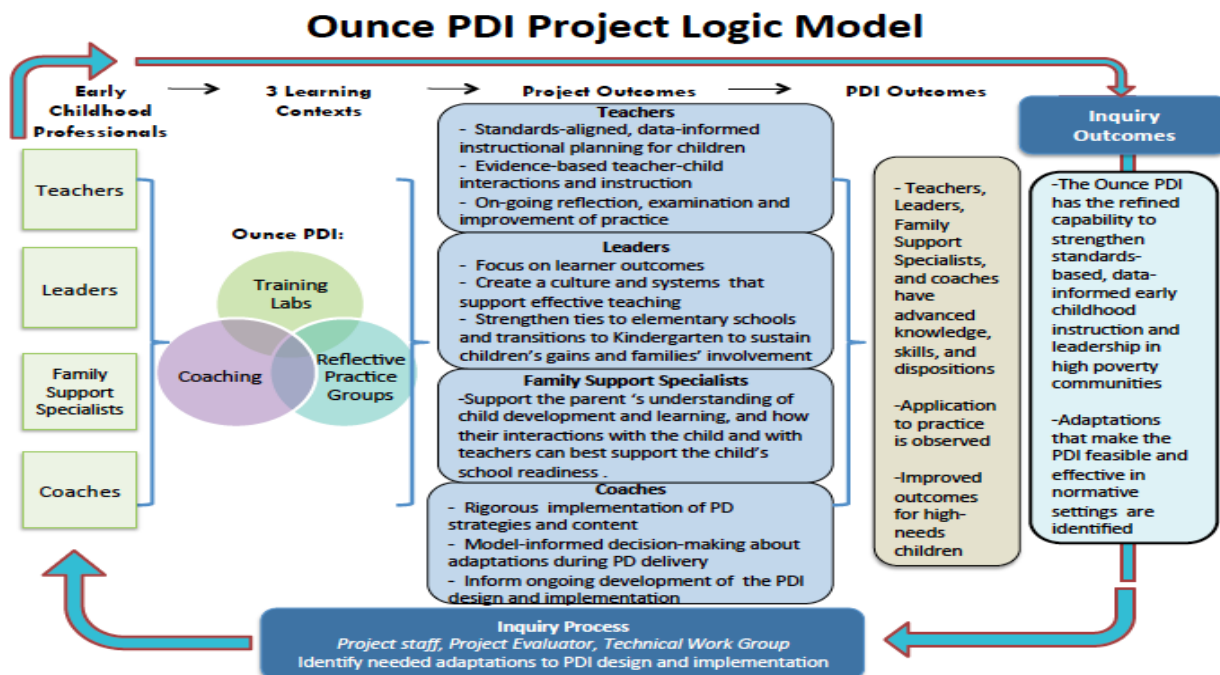 Ounce PDI Project Logic Model
Early
Childhood
Professionals
3 Learning
Contexts
Project Outcomes
PDI Outcomes
Inquiry
Outcomes
Teachers
Leaders
Family
Support
Specialists
Coaches
Ounce PDI:
Training
Labs
Coaching
Reflective
Practice
Groups
Teachers
- Standards-aligned, data-informed
instructional planning for children
- Evidence-based teacher-child
interactions and instruction
- On-going reflection, examination and
improvement of practice
Leaders
- Focus on learner outcomes
- Create a culture and systems that
support effective teaching
- Strengthen ties to elementary schools
and transitions to Kindergarten to sustain
children's gains and families' involvement
Family Support Specialists
-Support the parent 's understanding of
child development and learning, and how
their interactions with the child and with
teachers can best support the child's
school readiness .
Coaches
- Rigorous implementation of PD
strategies and content
- Model-informed decision-making about
adaptations during PD delivery
- Inform ongoing development of the PDI
design and implementation
- Teachers,
Leaders,
Family
Support
Specialists,
and coaches
have
advanced
knowledge,
skills, and
dispositions
-Application
to practice
is observed
-Improved
outcomes
for high-
needs
children
-The Ounce PDI
has the refined
capability to
strengthen
standards-
based, data-
informed early
childhood
instruction and
leadership in
high poverty
communities
-Adaptations
that make the
PDI feasible and
effective in
normative
settings are
identified
Inquiry Process
Project staff, Project Evaluator, Technical Work Group
Identify needed adaptations to PDI design and implementation